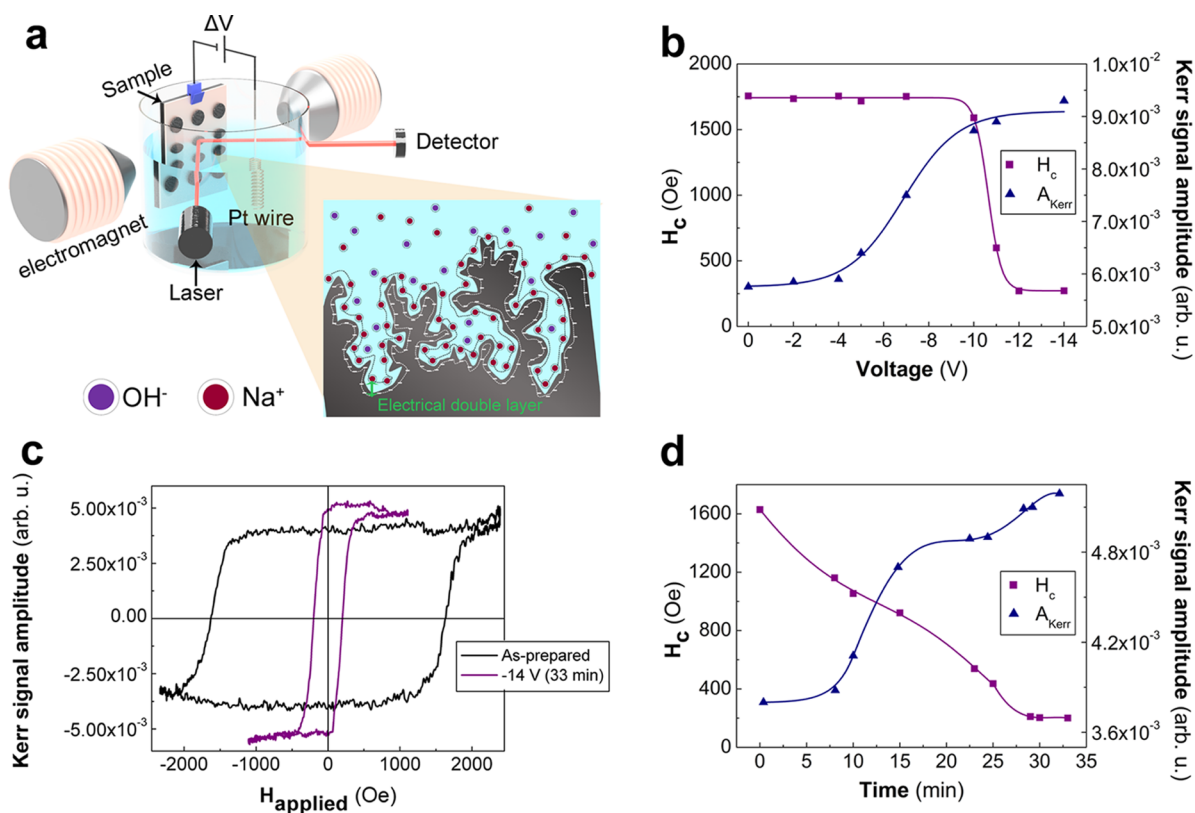 a
ΔV
Sample
Detector
Pt wire
electromagnet
Laser
Electrical double layer
OH⁻
Na⁺
b
2000
1500
1000
500
0
H_c (Oe)
0
-2
-4
-6
-8
-10
-12
-14
Voltage (V)
1.0x10⁻²
9.0x10⁻³
8.0x10⁻³
7.0x10⁻³
6.0x10⁻³
5.0x10⁻³
Kerr signal amplitude (arb. u.)
H_c
A_Kerr
c
Kerr signal amplitude (arb. u.)
5.00x10⁻³
2.50x10⁻³
0.00
-2.50x10⁻³
-5.00x10⁻³
-2000
-1000
0
1000
2000
H_applied (Oe)
As-prepared
-14 V (33 min)
d
H_c (Oe)
1600
1200
800
400
0
0
5
10
15
20
25
30
35
Time (min)
4.8x10⁻³
4.2x10⁻³
3.6x10⁻³
Kerr signal amplitude (arb. u.)
H_c
A_Kerr